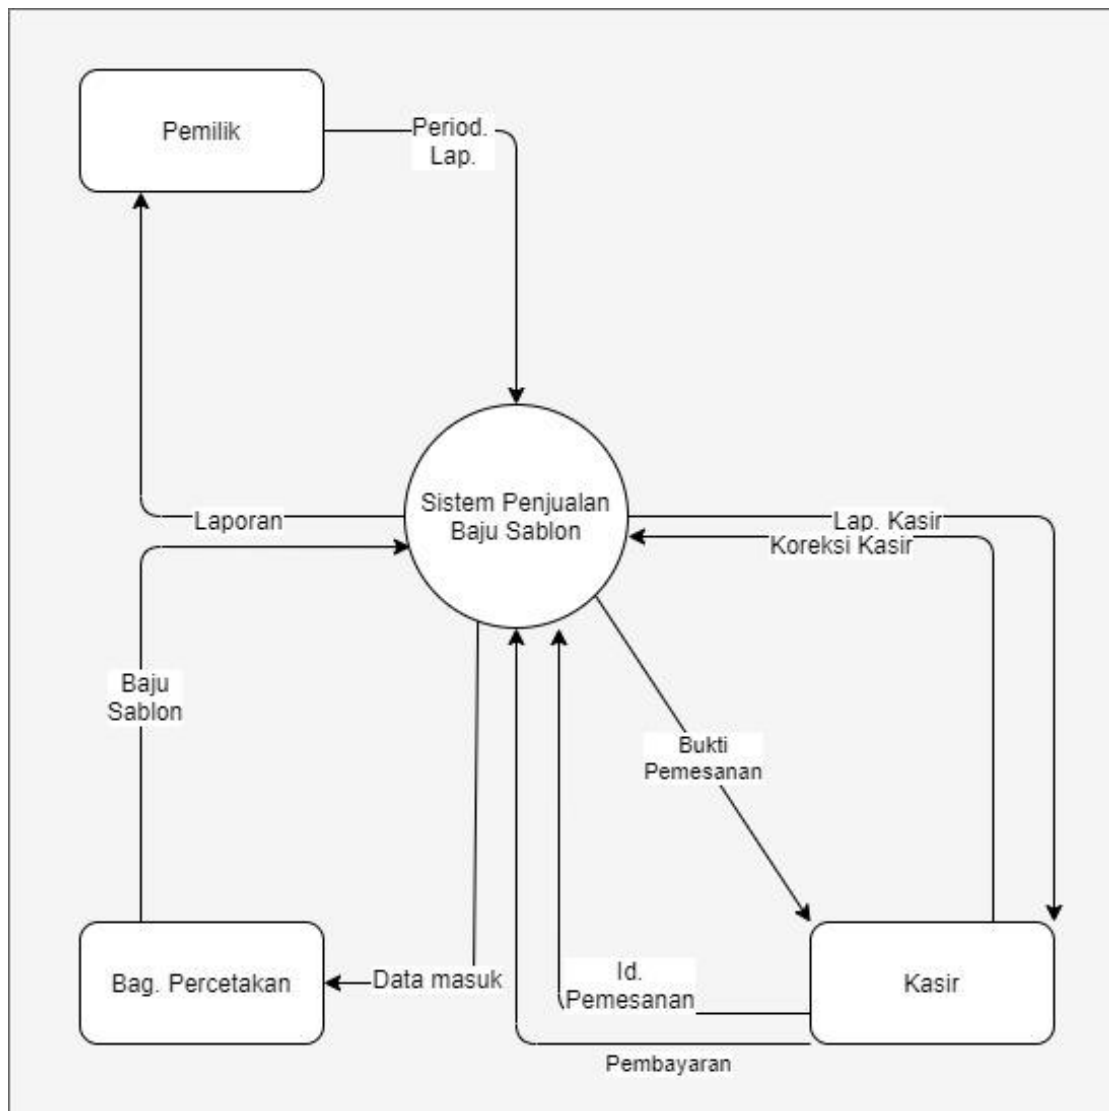 Pemilik
Period.
Lap.
Sistem Penjualan
Baju Sablon
Laporan
Lap. Kasir
Koreksi Kasir
Baju
Sablon
Bukti
Pemesanan
Bag. Percetakan
Data masuk
Id.
Pemesanan
Kasir
Pembayaran